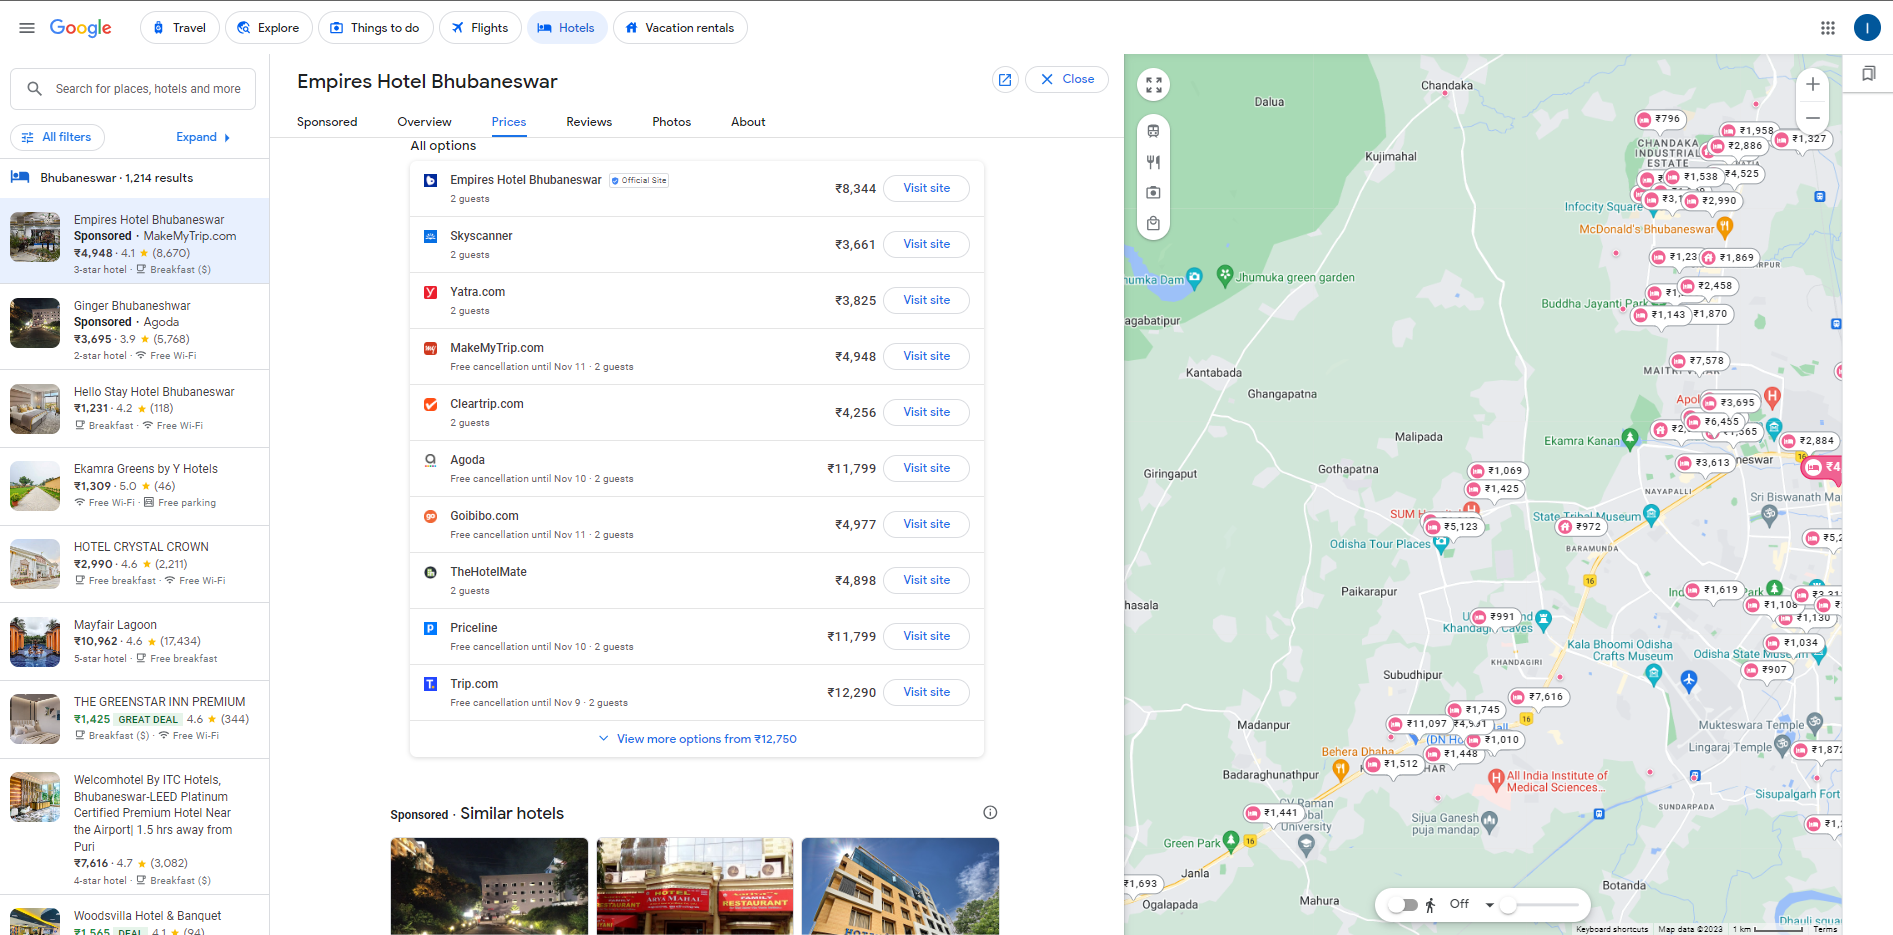 Google
Travel
Explore
Things to do
Flights
Hotels
Vacation rentals
I
Search for places, hotels and more
All filters
Expand
Bhubaneswar · 1,214 results
Empires Hotel Bhubaneswar
Sponsored · MakeMyTrip.com
₹4,948 · 4.1 ★ (8,670)
3-star hotel · Breakfast ($)
Ginger Bhubaneshwar
Sponsored · Agoda
₹3,695 · 3.9 ★ (5,768)
2-star hotel · Free Wi-Fi
Hello Stay Hotel Bhubaneswar
₹1,231 · 4.2 ★ (118)
Breakfast · Free Wi-Fi
Ekamra Greens by Y Hotels
₹1,309 · 5.0 ★ (46)
Free Wi-Fi · Free parking
HOTEL CRYSTAL CROWN
₹2,990 · 4.6 ★ (2,211)
Free breakfast · Free Wi-Fi
Mayfair Lagoon
₹10,962 · 4.6 ★ (17,434)
5-star hotel · Free breakfast
THE GREENSTAR INN PREMIUM
₹1,425 GREAT DEAL 4.6 ★ (344)
Breakfast ($) · Free Wi-Fi
Welcomhotel By ITC Hotels,
Bhubaneswar-LEED Platinum
Certified Premium Hotel Near
the Airport| 1.5 hrs away from
Puri
₹7,616 · 4.7 ★ (3,082)
4-star hotel · Breakfast ($)
Woodsvilla Hotel & Banquet
₹1,565 DEAL 4.1 ★ (94)
Empires Hotel Bhubaneswar
Close
Sponsored
Overview
Prices
Reviews
Photos
About
All options
Empires Hotel Bhubaneswar Official Site
2 guests
₹8,344
Visit site
Skyscanner
2 guests
₹3,661
Visit site
Yatra.com
2 guests
₹3,825
Visit site
MakeMyTrip.com
Free cancellation until Nov 11 · 2 guests
₹4,948
Visit site
Cleartrip.com
2 guests
₹4,256
Visit site
Agoda
Free cancellation until Nov 10 · 2 guests
₹11,799
Visit site
Goibibo.com
Free cancellation until Nov 11 · 2 guests
₹4,977
Visit site
TheHotelMate
2 guests
₹4,898
Visit site
Priceline
Free cancellation until Nov 10 · 2 guests
₹11,799
Visit site
Trip.com
Free cancellation until Nov 9 · 2 guests
₹12,290
Visit site
View more options from ₹12,750
Sponsored · Similar hotels
HOTEL
ARYA MAHAL
FAMILY
RESTAURANT
Chandaka
Dalua
₹796
₹1,958
₹1,327
CHANDAKA
INDUSTRIAL
ESTATE
₹2,886
Kujimahal
₹1,538
₹4,525
₹2,990
Infocity Square
McDonald's Bhubaneswar
₹1,869
Jhumuka green garden
₹2,458
Buddha Jayanti Park
₹1,143
₹1,870
₹7,578
Kantabada
Ghangapatna
₹3,695
₹6,455
Malipada
Ekamra Kanan
₹2,884
Giringaput
Gothapatna
₹1,069
₹3,613
₹1,425
NAYAPALLI
₹5,123
State Tribal Museum
₹972
Odisha Tour Places
BARAMUNDA
16
Paikarapur
₹1,619
₹1,108
₹991
₹1,130
Kala Bhoomi Odisha
Crafts Museum
₹1,034
KHANDAGIRI
₹907
Subudhipur
₹7,616
₹1,745
16
Madanpur
₹11,097
Mukteswara Temple
₹1,010
Lingaraj Temple
Behera Dhaba
₹1,448
₹1,512
Badaraghunathpur
All India Institute of
Medical Sciences...
Sisupalgarh Fort
SUNDARPADA
₹1,441
Sijua Ganesh
puja mandap
Green Park
16
Janla
₹1,693
Botanda
Ogalapada
Mahura
Off
Keyboard shortcuts
Map data ©2023
1 km
Terms